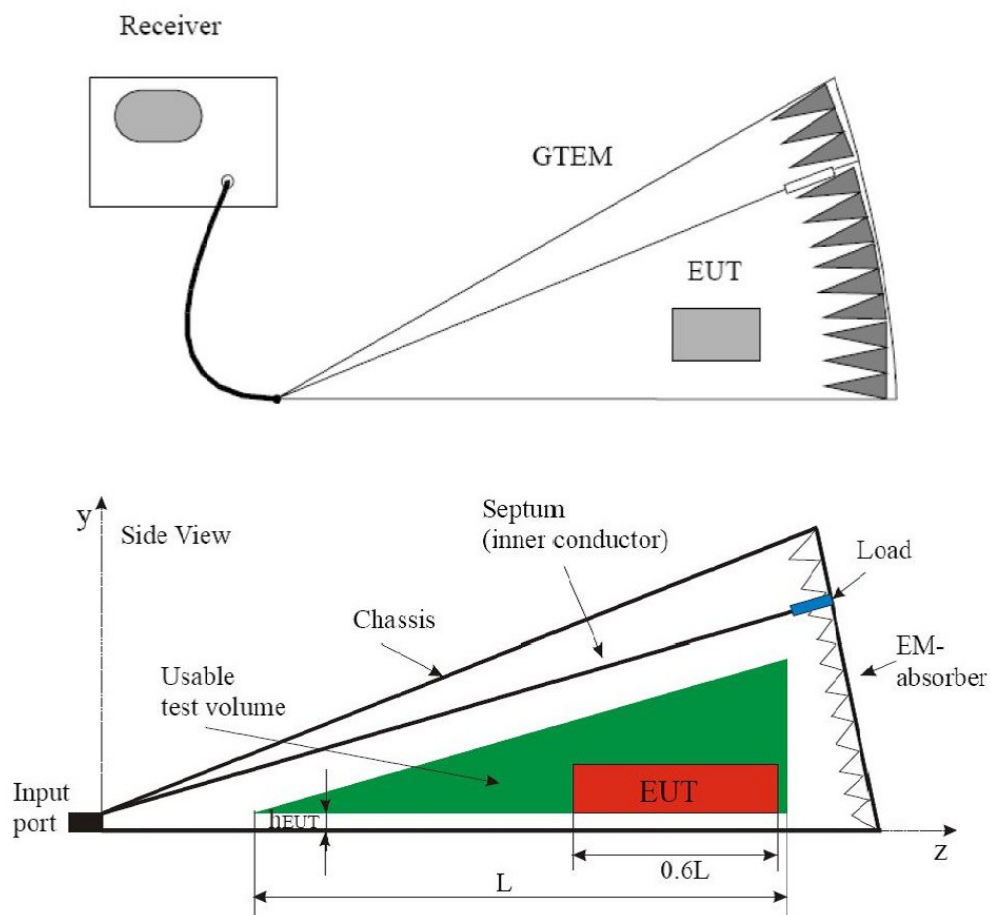 Receiver
GTEM
EUT
y
Side View
Septum
(inner conductor)
Load
Chassis
Usable
test volume
EM-
absorber
Input
port
EUT
hEUT
z
0.6L
L